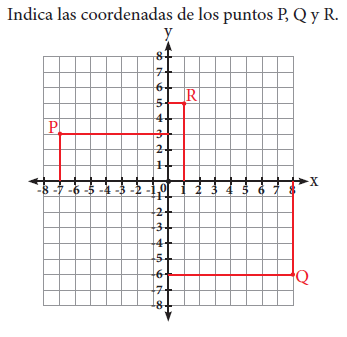 Indica las coordenadas de los puntos P, Q y R.
y
8
7
6
5
R
4
P
3
2
1
X
-8 -7 -6 -5 -4 -3 -2 -1 0 1 2 3 4 5 6 7 8
-1
-2
-3
-4
-5
-6
Q
-7
-8